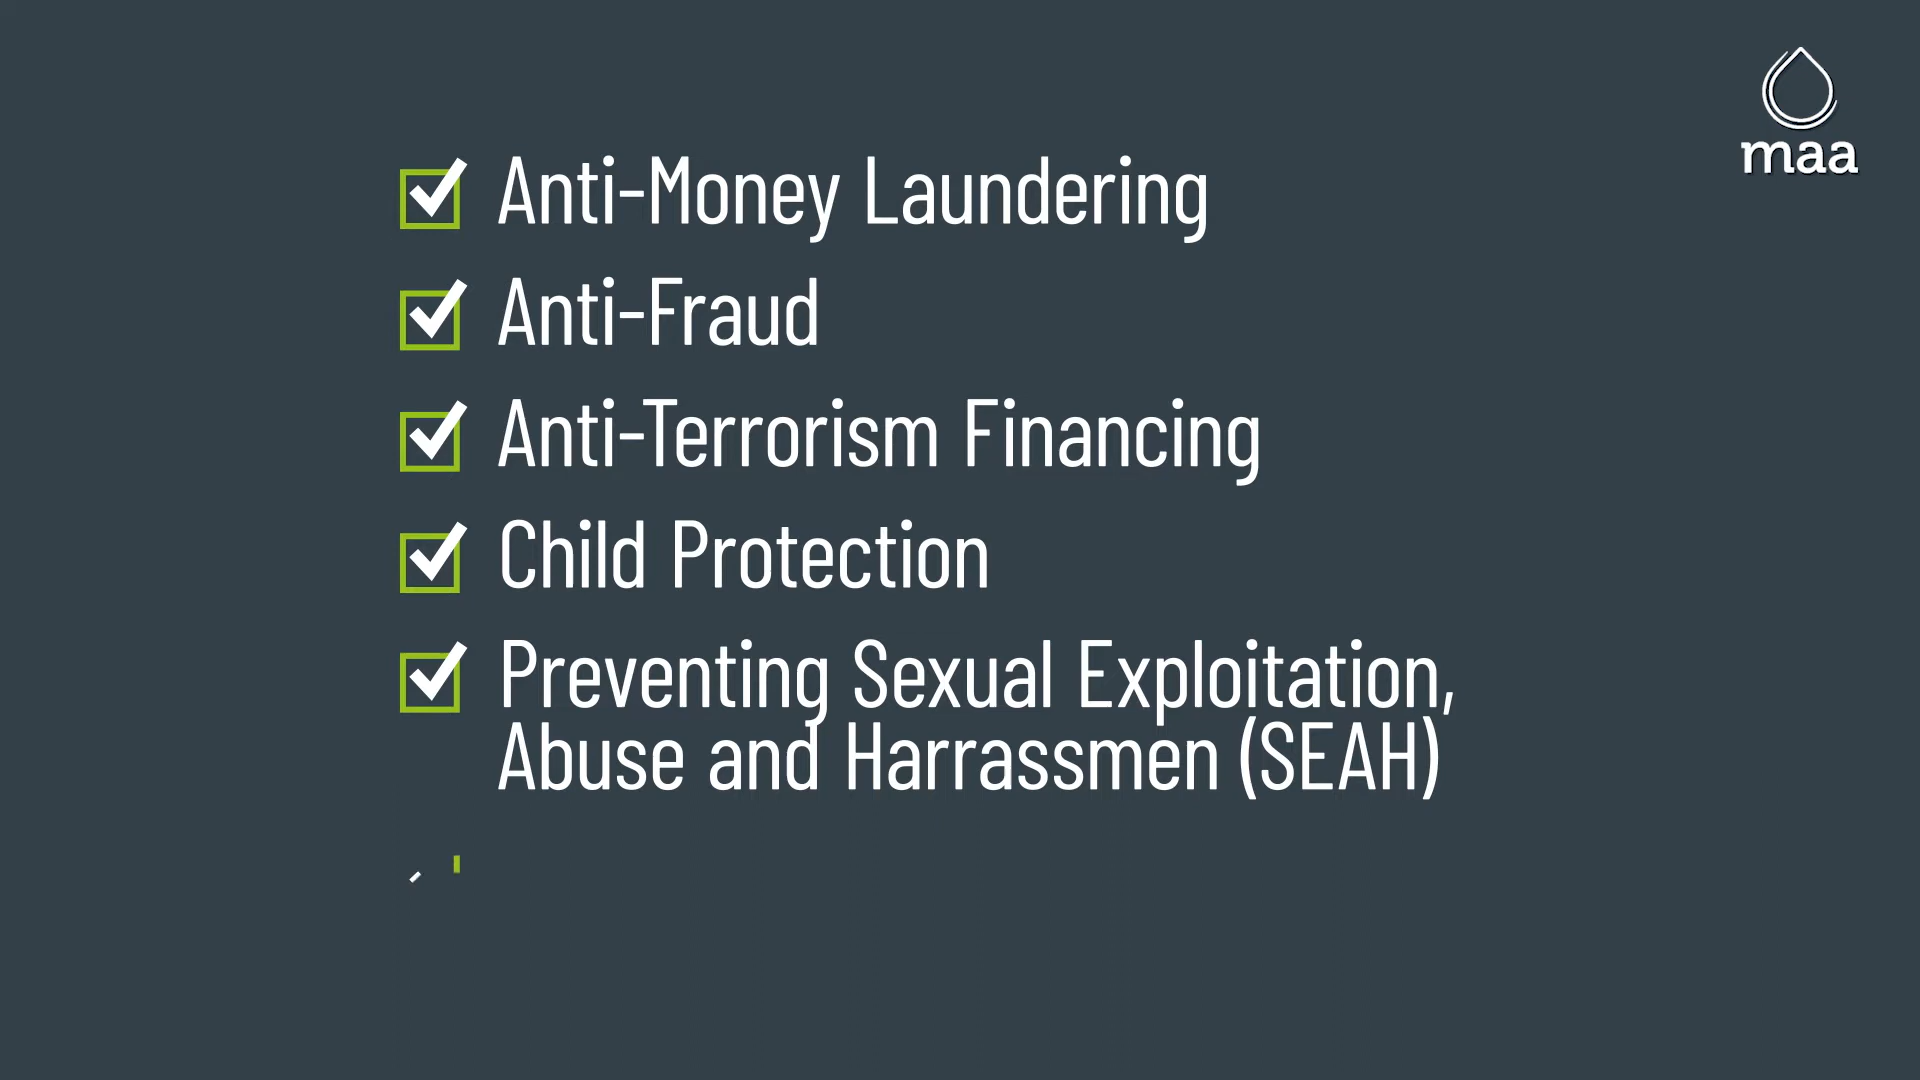 maa
Anti-Money Laundering
Anti-Fraud
Anti-Terrorism Financing
Child Protection
Preventing Sexual Exploitation,
Abuse and Harrassmen (SEAH)